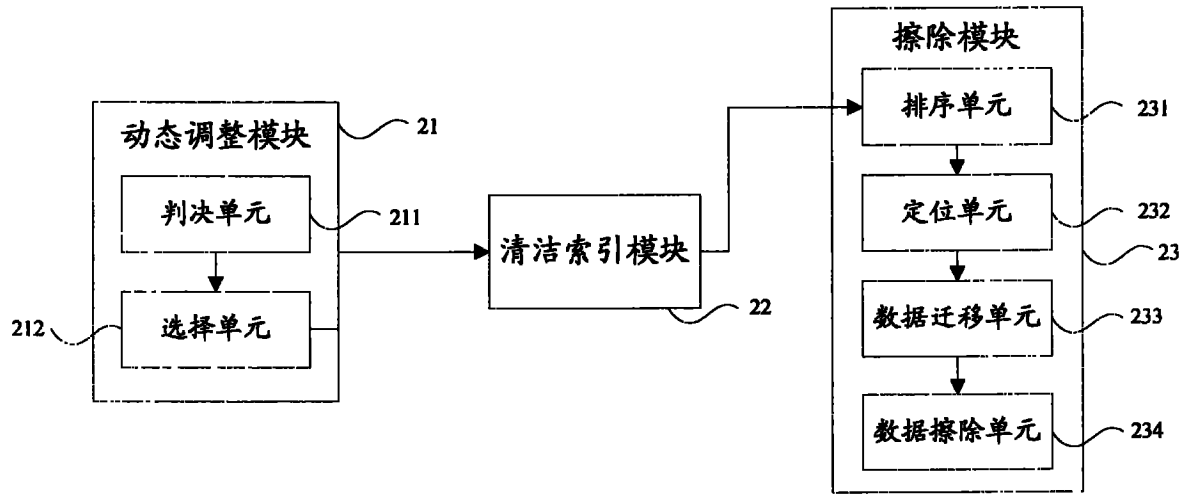 动态调整模块
21
判决单元
211
选择单元
212
清洁索引模块
22
擦除模块
23
排序单元
231
定位单元
232
数据迁移单元
233
数据擦除单元
234